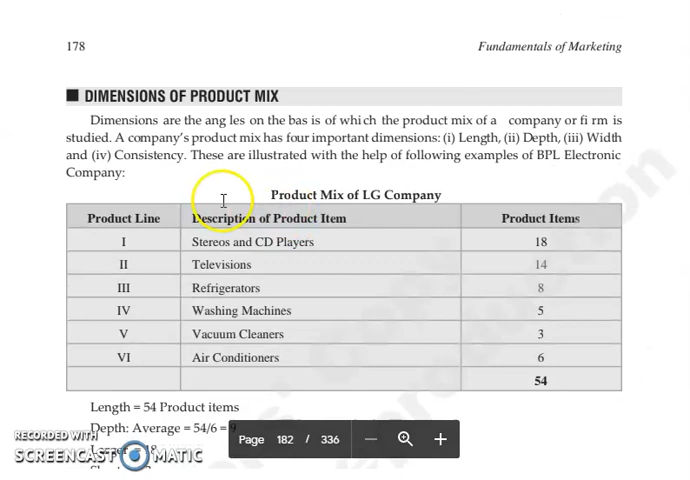 178 Fundamentals of Marketing
■ DIMENSIONS OF PRODUCT MIX
Dimensions are the ang les on the bas is of whi ch the product mix of a company or fi rm is
studied. A company's product mix has four important dimensions: (i) Length, (ii) Depth, (iii) Width
and (iv) Consistency. These are illustrated with the help of following examples of BPL Electronic
Company:
Product Mix of LG Company
Product Line Description of Product Item Product Items
I Stereos and CD Players 18
II Televisions 14
III Refrigerators 8
IV Washing Machines 5
V Vacuum Cleaners 3
VI Air Conditioners 6
54
Length = 54 Product items
Depth: Average = 54/6 = 9
Page 182 / 336
RECORDED WITH
SCREENCAST MATIC